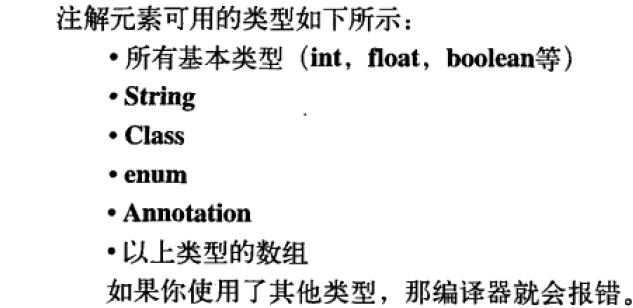 注解元素可用的类型如下所示：
•所有基本类型（int，float，boolean等）
•String
•Class
•enum
•Annotation
•以上类型的数组
如果你使用了其他类型，那编译器就会报错。